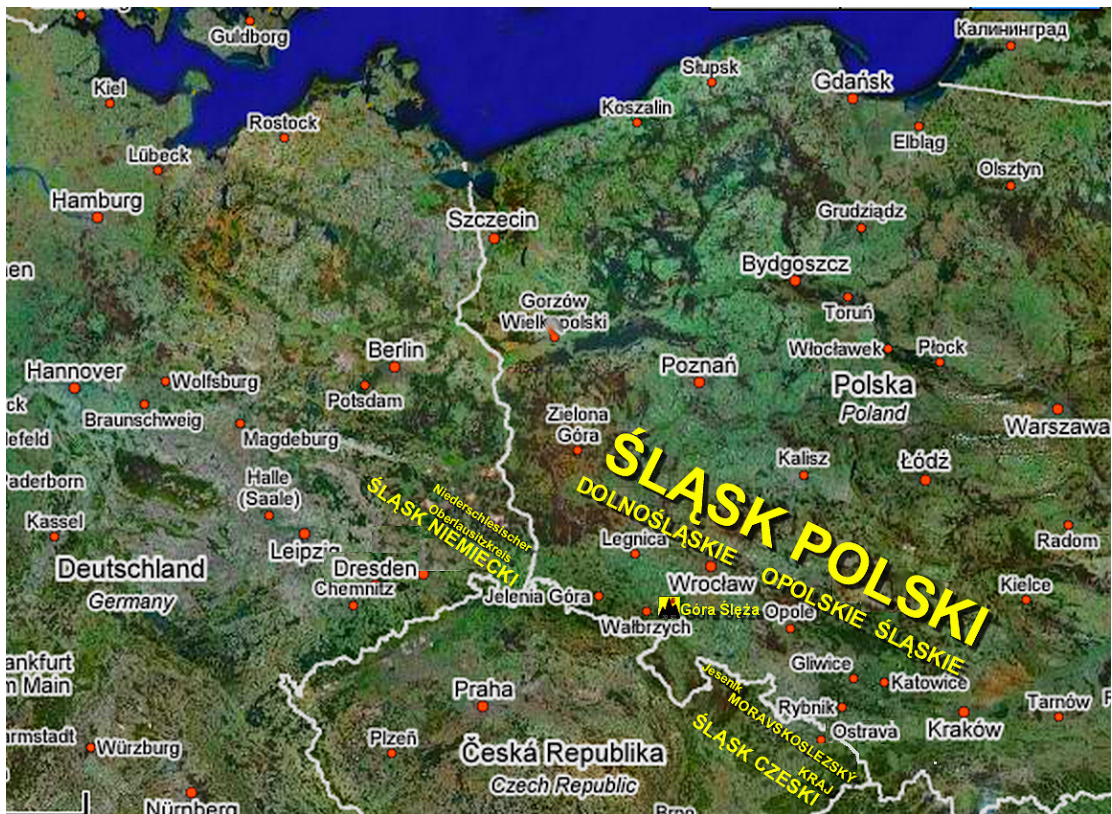 Guldborg
Калининград
Słupsk
Gdańsk
Kiel
Koszalin
Rostock
Elbląg
Lübeck
Olsztyn
Hamburg
Szczecin
Grudziądz
Bydgoszcz
Gorzów
Wielkopolski
Toruń
Berlin
Włocławek
Płock
Hannover
Wolfsburg
Poznań
Polska
Poland
Potsdam
Braunschweig
Zielona
Góra
Warszawa
Magdeburg
Kalisz
Łódź
ŚLĄSK POLSKI
DOLNOŚLĄSKIE OPOLSKIE ŚLĄSKIE
Halle
(Saale)
Niederschlesischer
Oberlausitzkreis
ŚLĄSK NIEMIECKI
Kassel
Leipzig
Legnica
Radom
Deutschland
Germany
Dresden
Chemnitz
Wrocław
Kielce
Jelenia Góra
Góra Ślęża
Opole
Wałbrzych
Gliwice
Katowice
Jesenik
MORAVSKOSLEZSKÝ
KRAJ
ŚLĄSK CZESKI
Praha
Rybnik
Tarnów
Kraków
Ostrava
Würzburg
Plzeň
Česká Republika
Czech Republic
Nürnberg